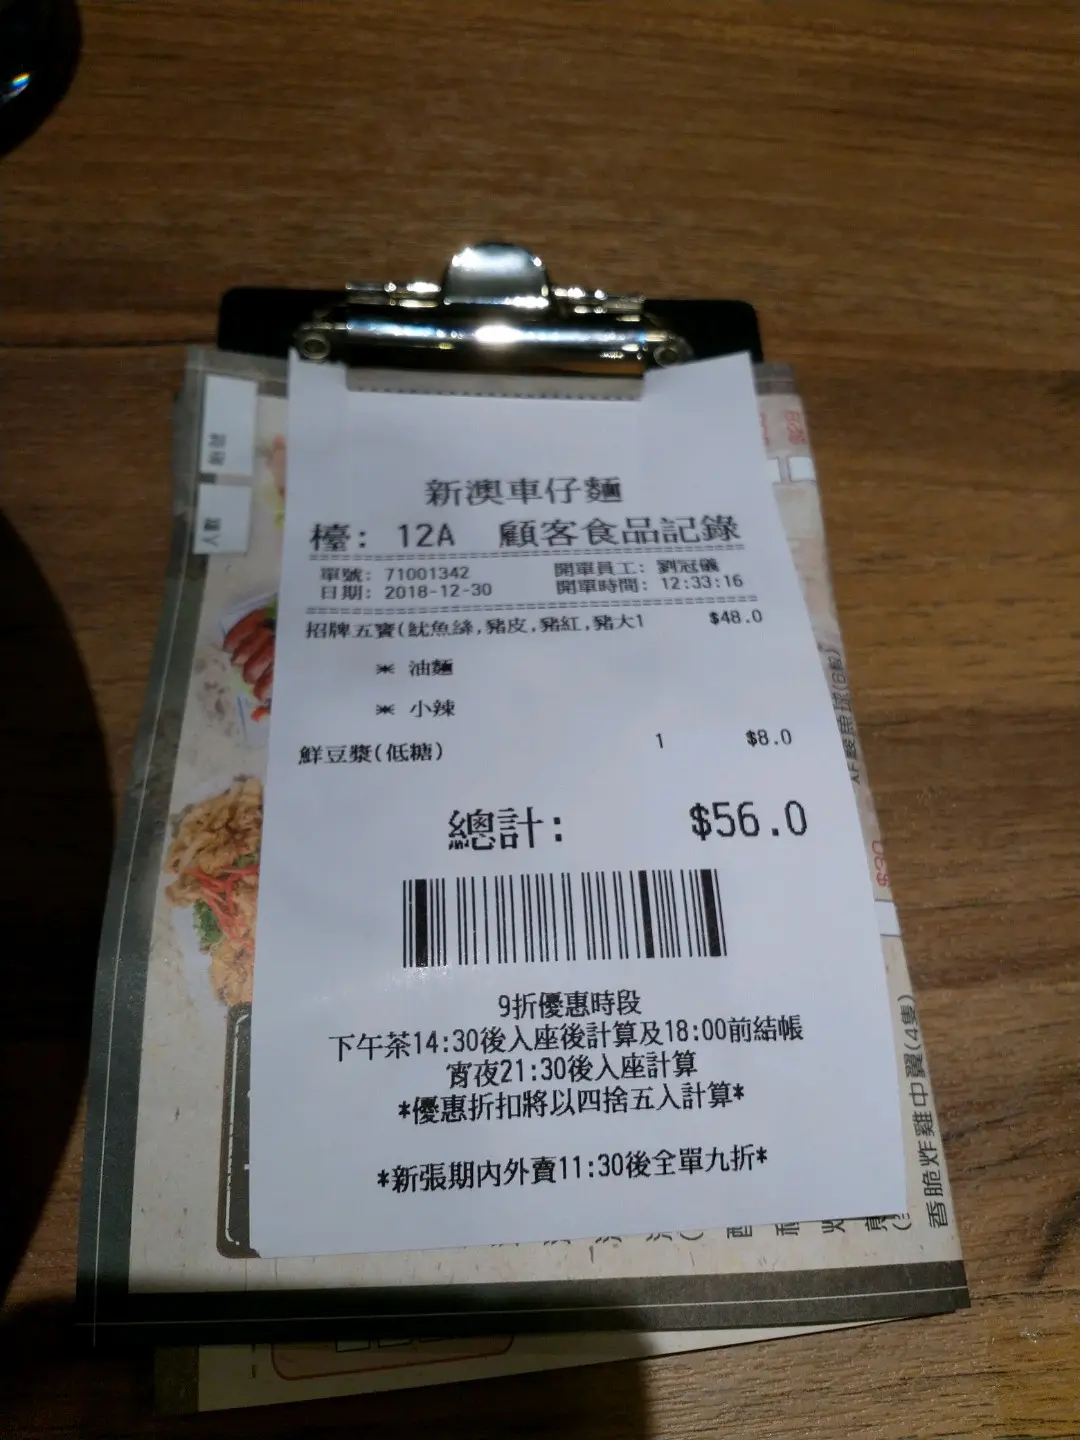 新澳車仔麵
檯: 12A 顧客食品記錄
單號: 71001342 開單員工: 劉冠儀
日期: 2018-12-30 開單時間: 12:33:16
招牌五寶(魷魚絲,豬皮,豬紅,豬大1 $48.0
* 油麵
* 小辣
鮮豆漿(低糖) 1 $8.0
總計: $56.0
9折優惠時段
下午茶14:30後入座後計算及18:00前結帳
宵夜21:30後入座計算
*優惠折扣將以四捨五入計算*
*新張期內外賣11:30後全單九折*
人數
$30
香脆炸雞中翼(4隻)